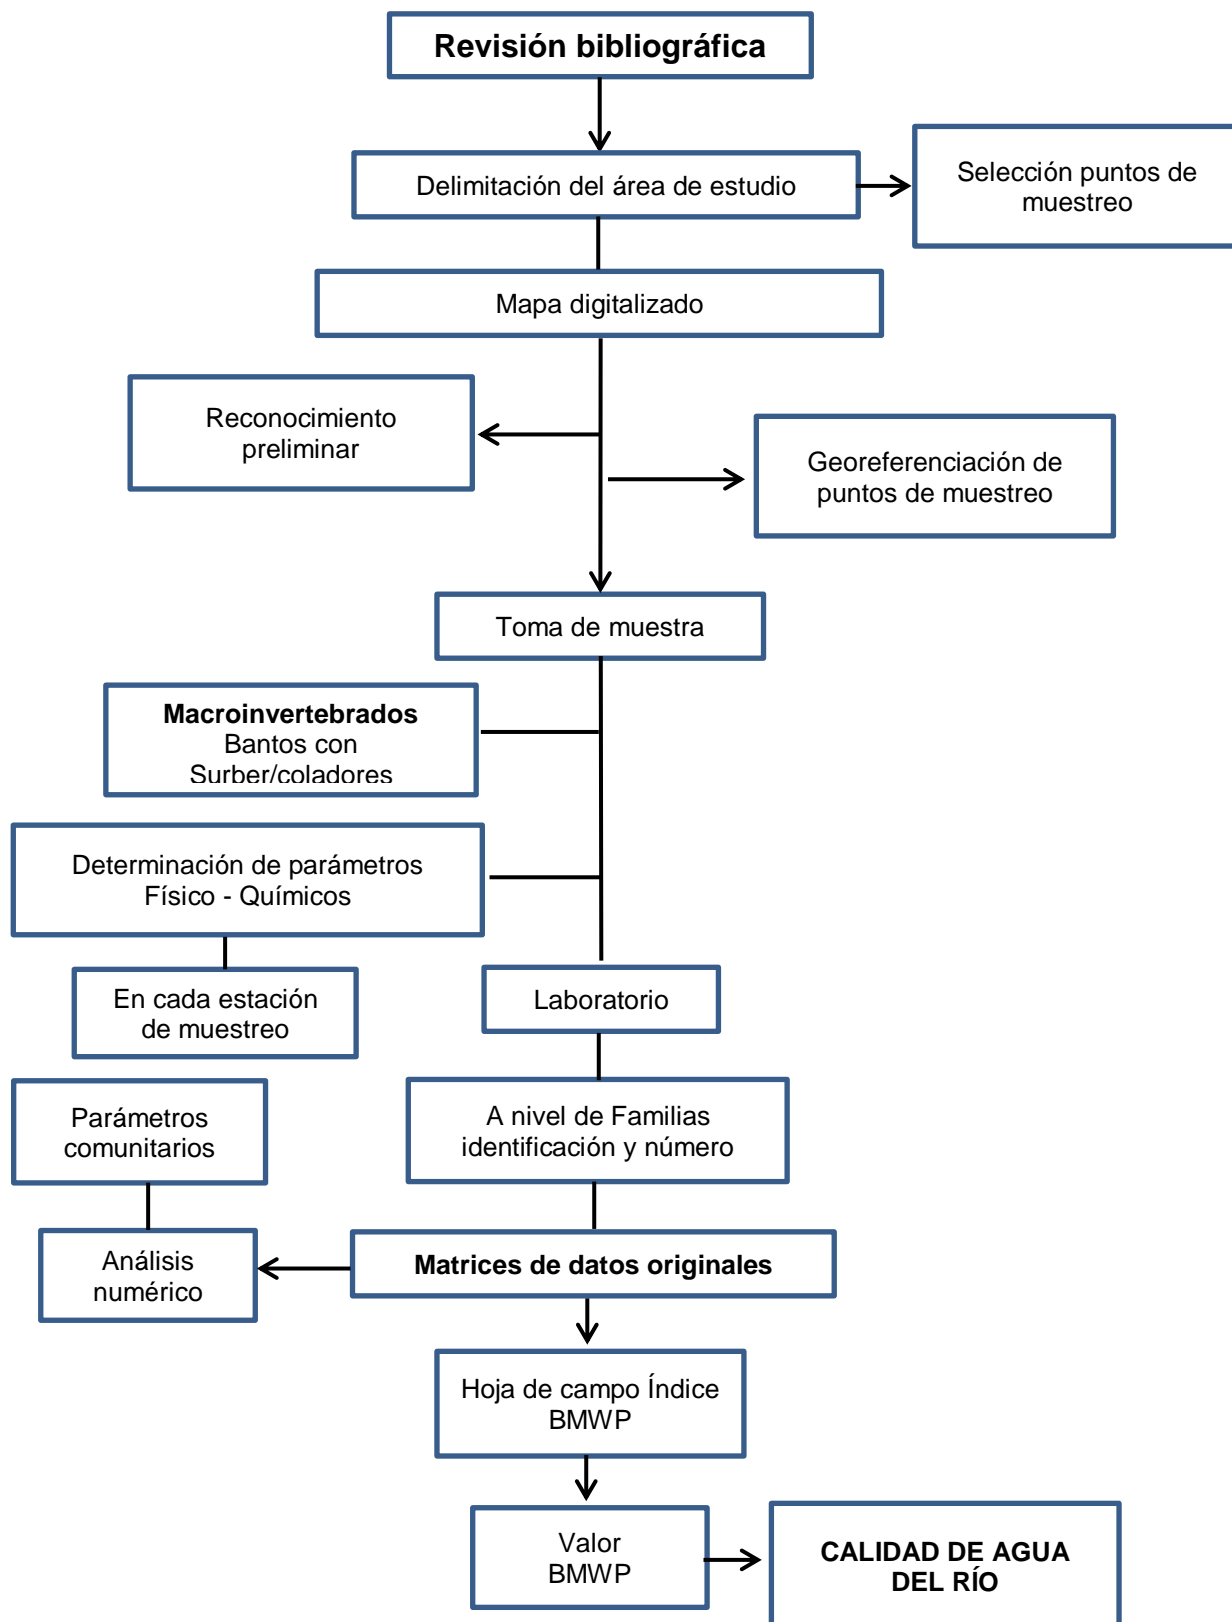 Revisión bibliográfica
Delimitación del área de estudio
Selección puntos de
muestreo
Mapa digitalizado
Reconocimiento
preliminar
Georeferenciación de
puntos de muestreo
Toma de muestra
Macroinvertebrados
Bantos con
Surber/coladores
Determinación de parámetros
Físico - Químicos
En cada estación
de muestreo
Laboratorio
Parámetros
comunitarios
A nivel de Familias
identificación y número
Análisis
numérico
Matrices de datos originales
Hoja de campo Índice
BMWP
Valor
BMWP
CALIDAD DE AGUA
DEL RÍO